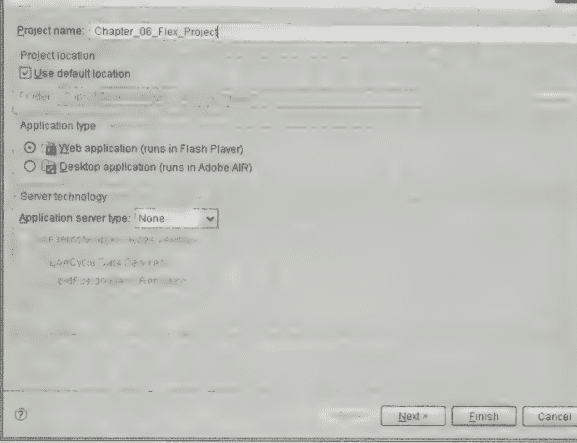 Project name: Chapter_06_Flex_Project
Project location
Use default location
Application type
Web application (runs in Flash Player)
Desktop application (runs in Adobe AIR)
Server technology
Application server type: None
Next >
Finish
Cancel